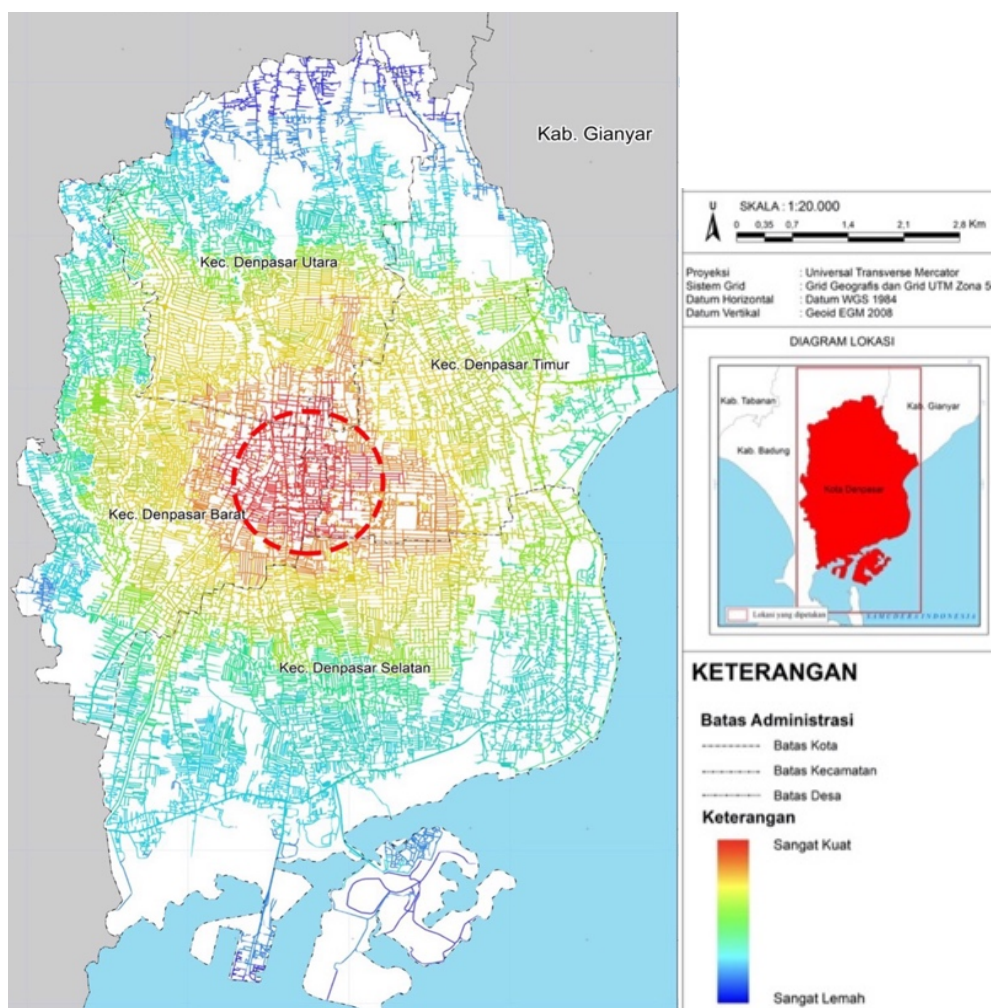 Kab. Gianyar
Kec. Denpasar Utara
Kec. Denpasar Timur
Kec. Denpasar Barat
Kec. Denpasar Selatan
U
SKALA : 1:20.000
0 0,35 0,7 1,4 2,1 2,8 Km
Proyeksi : Universal Transverse Mercator
Sistem Grid : Grid Geografis dan Grid UTM Zona 5
Datum Horizontal : Datum WGS 1984
Datum Vertikal : Geoid EGM 2008
DIAGRAM LOKASI
Kab. Tabanan
Kab. Gianyar
Kab. Badung
Kota Denpasar
Lokasi yang dipetakan
SAMUDERA INDONESIA
KETERANGAN
Batas Administrasi
Batas Kota
Batas Kecamatan
Batas Desa
Keterangan
Sangat Kuat
Sangat Lemah